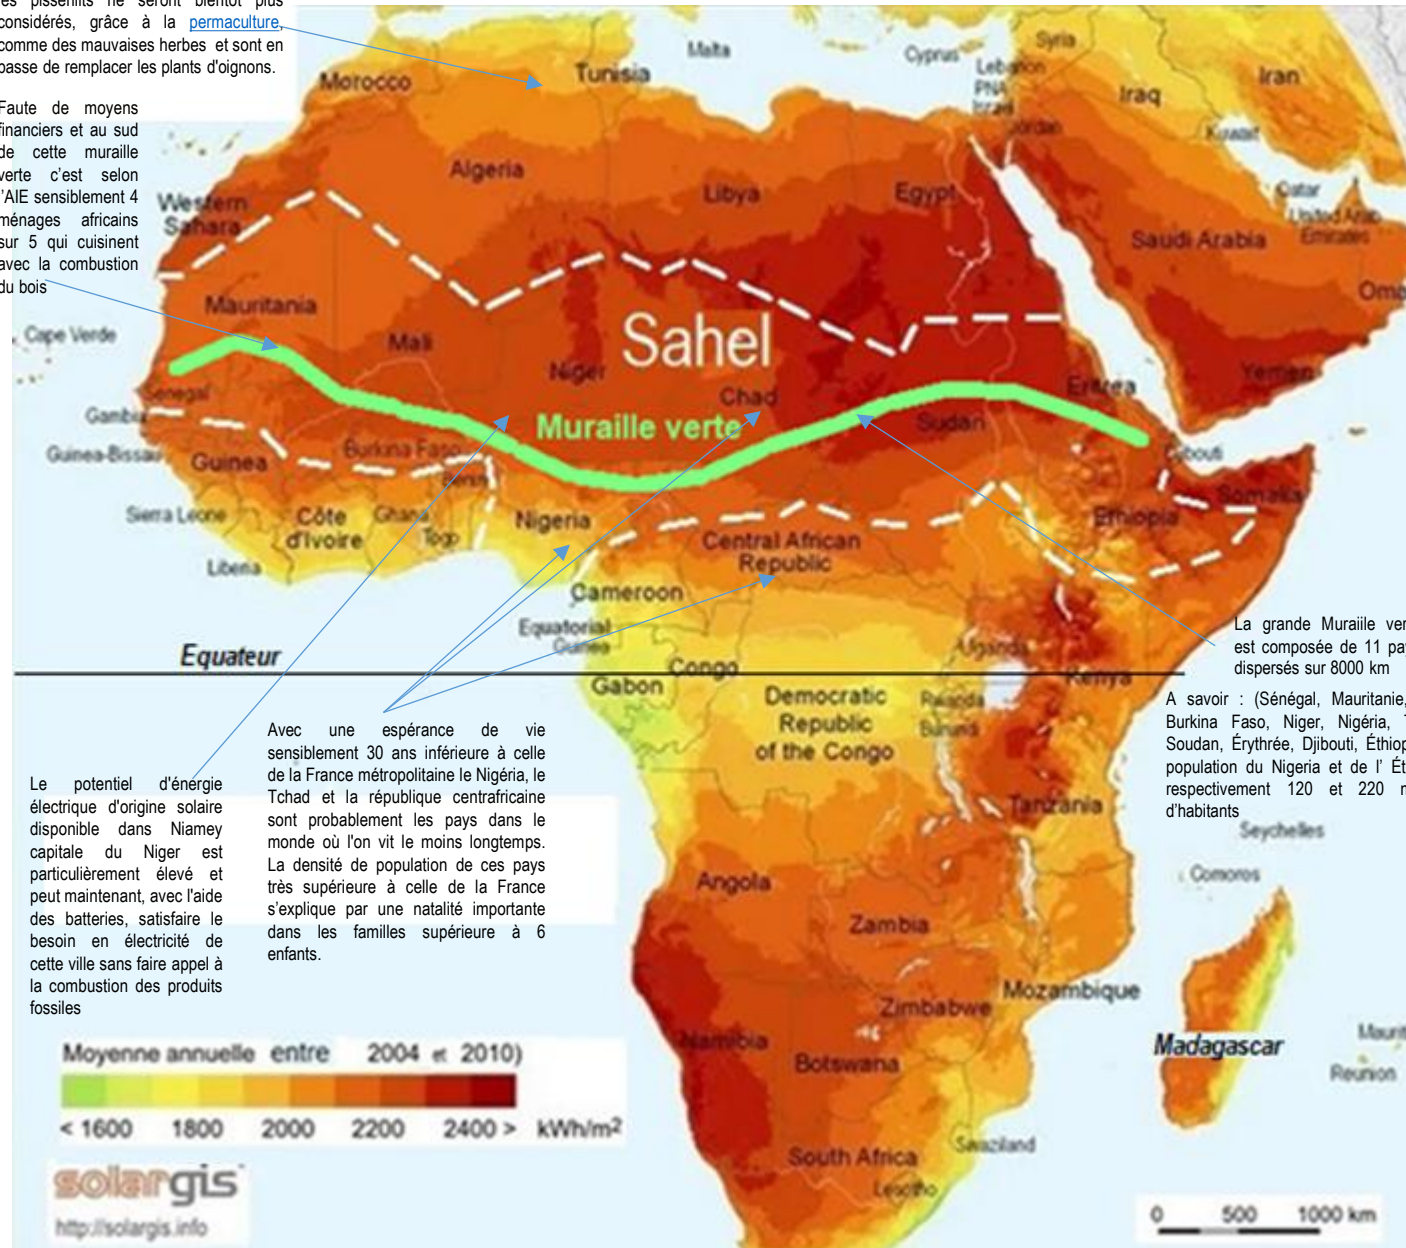 considérés, grâce à la permaculture,
comme des mauvaises herbes et sont en
passe de remplacer les plants d'oignons.
Faute de moyens
financiers et au sud
de cette muraille
verte c'est selon
l'AIE sensiblement 4
ménages africains
sur 5 qui cuisinent
avec la combustion
du bois
Malta
Cyprus
Syria
Lebanon
PNA
Israel
Jordan
Iraq
Iran
Kuwait
Qatar
United Arab
Emirates
Saudi Arabia
Oma
Yemen
Morocco
Tunisia
Algeria
Libya
Egypt
Western
Sahara
Mauritania
Mali
Niger
Sahel
Chad
Muraille verte
Sudan
Eritrea
Djibouti
Cape Verde
Senegal
Gambia
Guinea-Bissau
Guinea
Burkina Faso
Benin
Sierra Leone
Côte
d'Ivoire
Ghana
Togo
Liberia
Nigeria
Central African
Republic
Ethiopia
Somalia
Cameroon
Equatorial
Guinea
Equateur
Gabon
Congo
Uganda
Kenya
Democratic
Republic
of the Congo
Rwanda
Burundi
Tanzania
La grande Muraiile ver
est composée de 11 pay
dispersés sur 8000 km
A savoir : (Sénégal, Mauritanie,
Burkina Faso, Niger, Nigéria, T
Soudan, Érythrée, Djibouti, Éthiop
population du Nigeria et de l' Ét
respectivement 120 et 220 m
d'habitants
Seychelles
Comoros
Avec une espérance de vie
sensiblement 30 ans inférieure à celle
de la France métropolitaine le Nigéria, le
Tchad et la république centrafricaine
sont probablement les pays dans le
monde où l'on vit le moins longtemps.
La densité de population de ces pays
très supérieure à celle de la France
s'explique par une natalité importante
dans les familles supérieure à 6
enfants.
Le potentiel d'énergie
électrique d'origine solaire
disponible dans Niamey
capitale du Niger est
particulièrement élevé et
peut maintenant, avec l'aide
des batteries, satisfaire le
besoin en électricité de
cette ville sans faire appel à
la combustion des produits
fossiles
Angola
Zambia
Zimbabwe
Mozambique
Namibia
Botswana
Madagascar
Maurit
Reunion
South Africa
Swaziland
Lesotho
Moyenne annuelle entre 2004 et 2010)
< 1600 1800 2000 2200 2400 > kWh/m2
solargis
http://solargis.info
0 500 1000 km